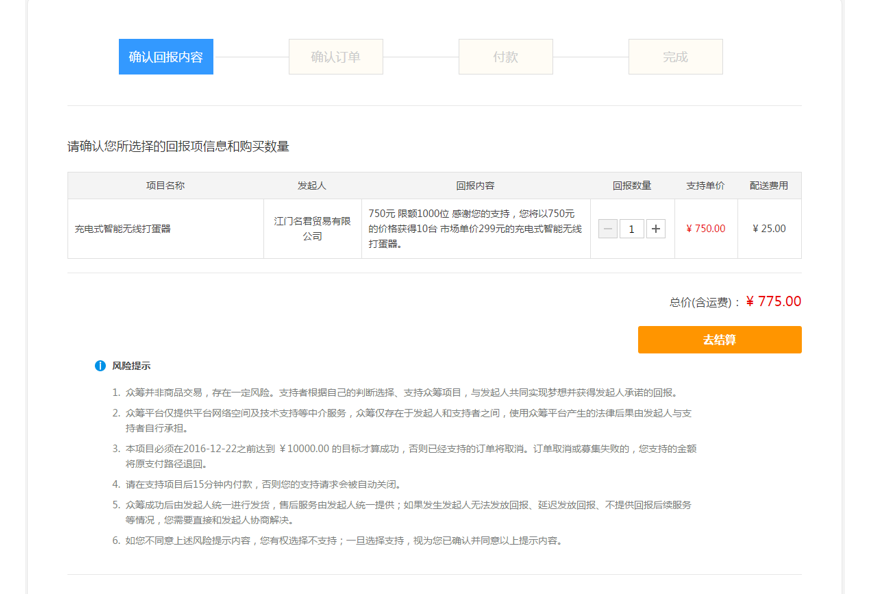 确认回报内容
确认订单
付款
完成
请确认您所选择的回报项信息和购买数量
项目名称 发起人 回报内容 回报数量 支持单价 配送费用
充电式智能无线打蛋器
江门名君贸易有限
公司
750元 限额1000位 感谢您的支持，您将以750元
的价格获得10台 市场单价299元的充电式智能无线
打蛋器。
－ 1 ＋
¥ 750.00
¥ 25.00
总价(含运费)： ¥ 775.00
去结算
i 风险提示
1. 众筹并非商品交易，存在一定风险。支持者根据自己的判断选择、支持众筹项目，与发起人共同实现梦想并获得发起人承诺的回报。
2. 众筹平台仅提供平台网络空间及技术支持等中介服务，众筹仅存在于发起人和支持者之间，使用众筹平台产生的法律后果由发起人与支
持者自行承担。
3. 本项目必须在2016-12-22之前达到 ￥10000.00 的目标才算成功，否则已经支持的订单将取消。订单取消或募集失败的，您支持的金额
将原支付路径退回。
4. 请在支持项目后15分钟内付款，否则您的支持请求会被自动关闭。
5. 众筹成功后由发起人统一进行发货，售后服务由发起人统一提供；如果发生发起人无法发放回报、延迟发放回报、不提供回报后续服务
等情况，您需要直接和发起人协商解决。
6. 如您不同意上述风险提示内容，您有权选择不支持；一旦选择支持，视为您已确认并同意以上提示内容。